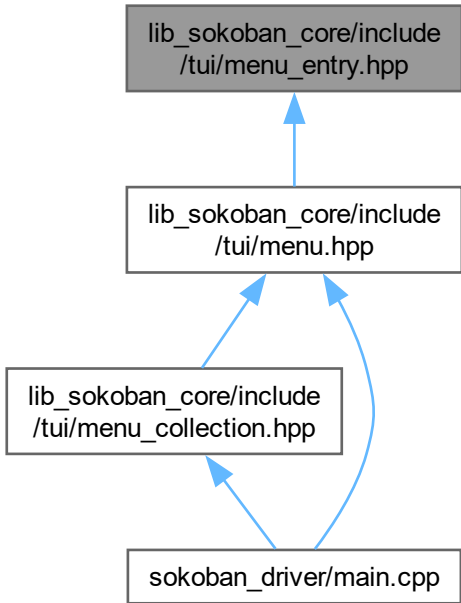 lib_sokoban_core/include
/tui/menu_entry.hpp
lib_sokoban_core/include
/tui/menu.hpp
lib_sokoban_core/include
/tui/menu_collection.hpp
sokoban_driver/main.cpp